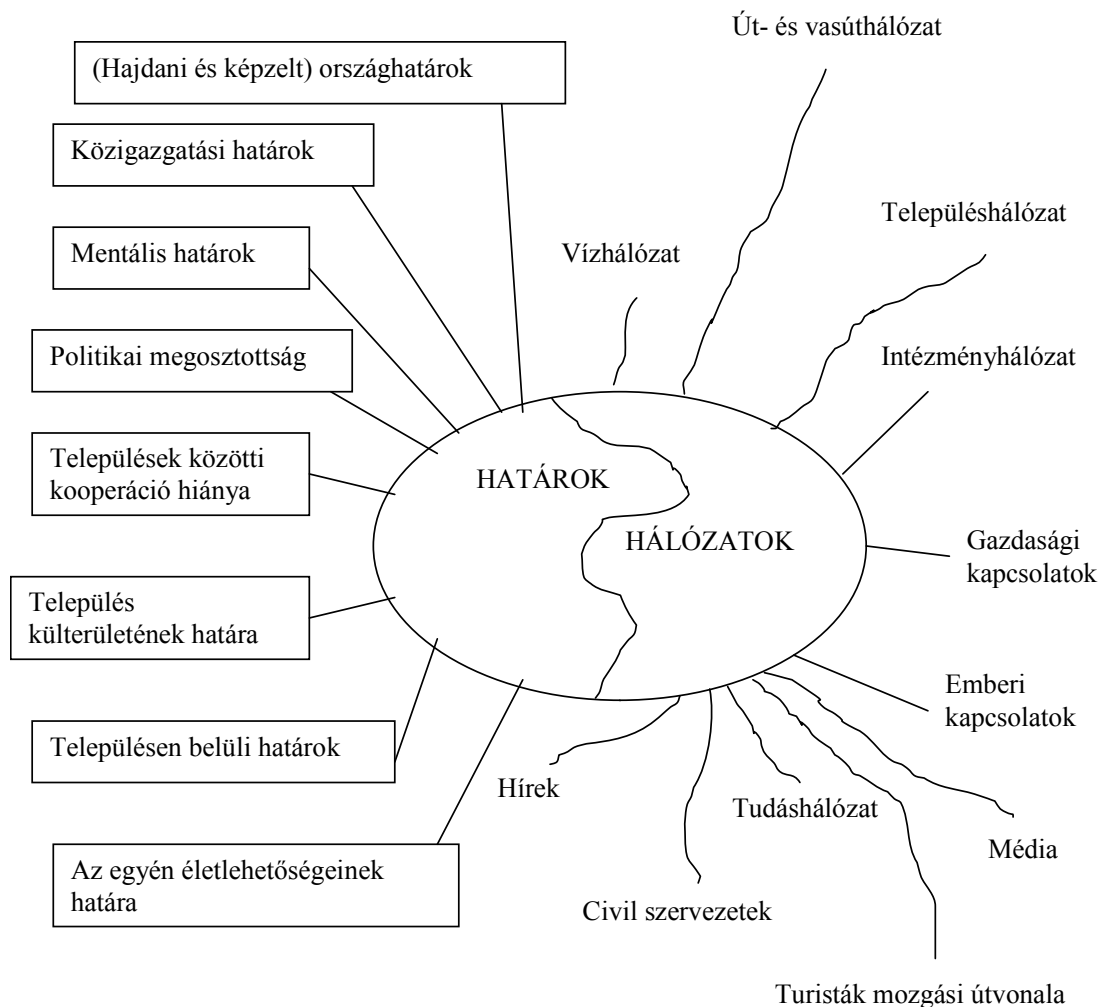 Út- és vasúthálózat
(Hajdani és képzelt) országhatárok
Közigazgatási határok
Településhálózat
Mentális határok
Vízhálózat
Politikai megosztottság
Intézményhálózat
Települések közötti
kooperáció hiánya
HATÁROK
HÁLÓZATOK
Gazdasági
kapcsolatok
Település
külterületének határa
Emberi
kapcsolatok
Településen belüli határok
Hírek
Tudáshálózat
Média
Az egyén életlehetőségeinek
határa
Civil szervezetek
Turisták mozgási útvonala